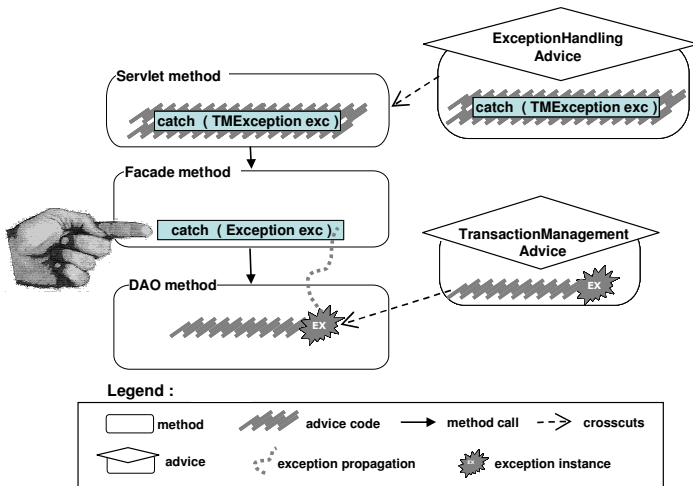 ExceptionHandling
Advice
catch ( TMException exc )
Servlet method
catch ( TMException exc )
Facade method
catch ( Exception exc )
TransactionManagement
Advice
EX
DAO method
EX
Legend :
method
advice code
method call
crosscuts
advice
exception propagation
EX
exception instance